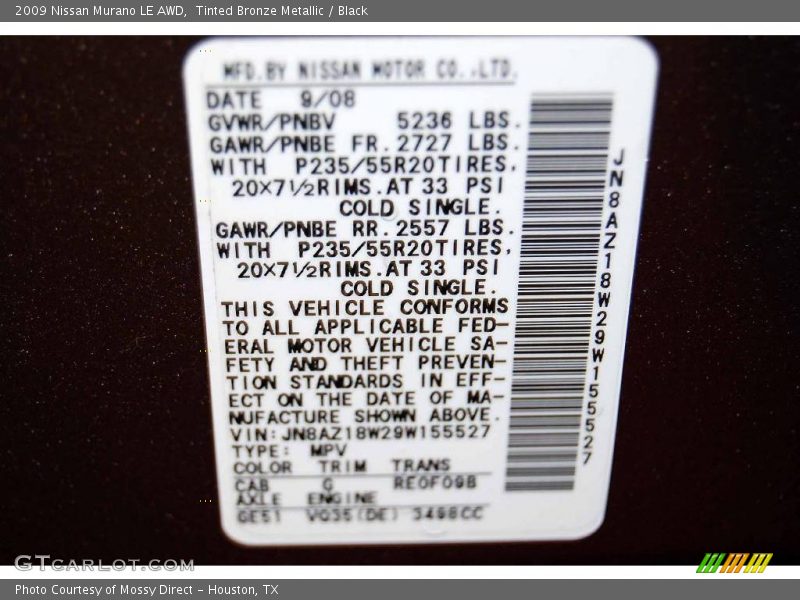 2009 Nissan Murano LE AWD,  Tinted Bronze Metallic / Black
MFD.BY NISSAN MOTOR CO.,LTD.
DATE 9/08
GVWR/PNBV 5236 LBS.
GAWR/PNBE FR.2727 LBS.
WITH P235/55R20TIRES,
20×7½RIMS.AT 33 PSI
COLD SINGLE.
GAWR/PNBE RR.2557 LBS.
WITH P235/55R20TIRES,
20×7½RIMS.AT 33 PSI
COLD SINGLE.
THIS VEHICLE CONFORMS
TO ALL APPLICABLE FED-
ERAL MOTOR VEHICLE SA-
FETY AND THEFT PREVEN-
TION STANDARDS IN EFF-
ECT ON THE DATE OF MA-
NUFACTURE SHOWN ABOVE.
VIN:JN8AZ18W29W155527
TYPE: MPV
COLOR TRIM TRANS
CAB G RE0F09B
AXLE ENGINE
GE51 VQ35(DE) 3498CC
JN8AZ18W29W155527
GTCARLOT.COM
Photo Courtesy of Mossy Direct - Houston, TX